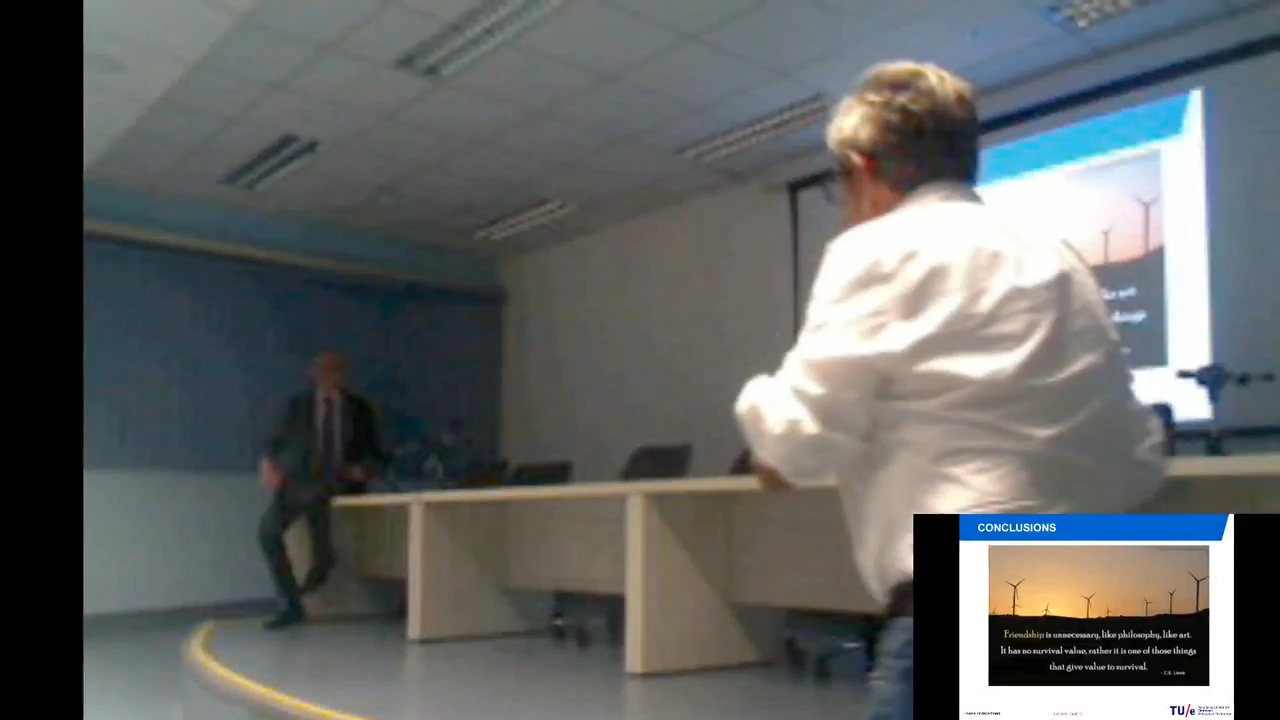 CONCLUSIONS
Friendship is unnecessary, like philosophy, like art.
It has no survival value, rather it is one of those things
that give value to survival.
- C.S. Lewis
TU/e